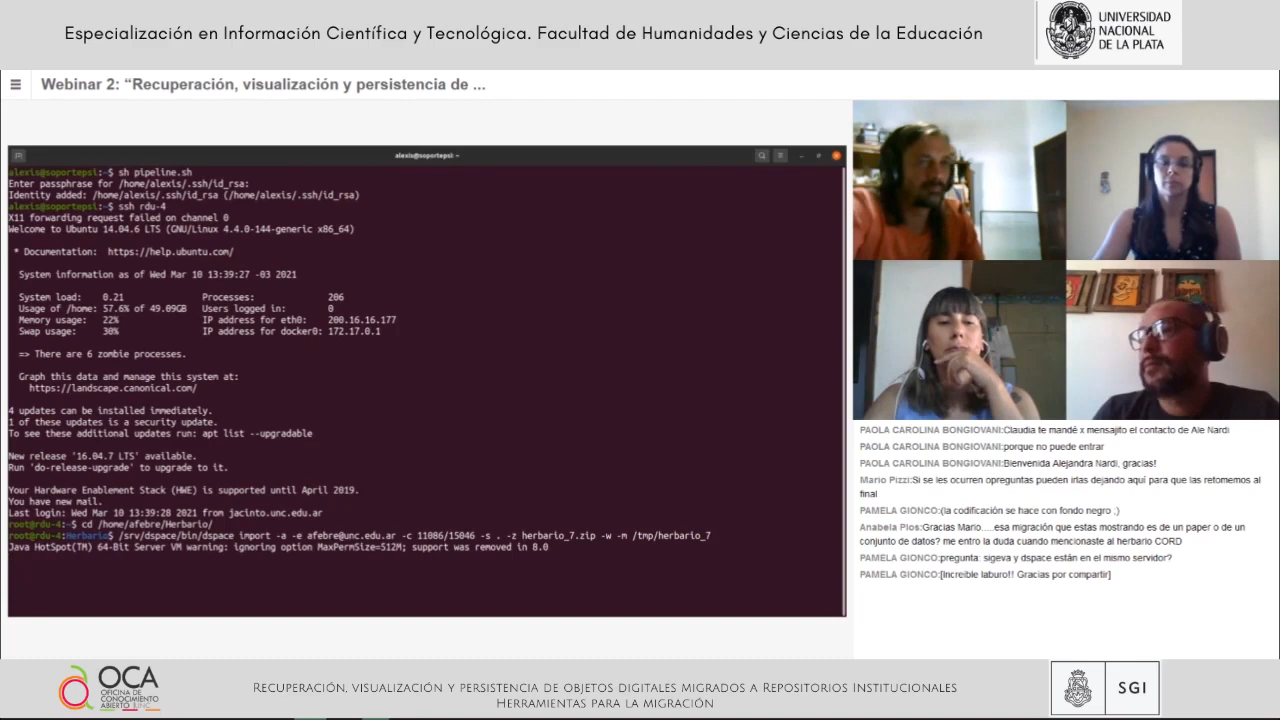 Especialización en Información Científica y Tecnológica. Facultad de Humanidades y Ciencias de la Educación
UNIVERSIDAD
NACIONAL
DE LA PLATA
Webinar 2: “Recuperación, visualización y persistencia de ...
alexis@soportepsi: ~
alexis@soportepsi:~$ sh pipeline.sh
Enter passphrase for /home/alexis/.ssh/id_rsa:
Identity added: /home/alexis/.ssh/id_rsa (/home/alexis/.ssh/id_rsa)
alexis@soportepsi:~$ ssh rdu-4
X11 forwarding request failed on channel 0
Welcome to Ubuntu 14.04.6 LTS (GNU/Linux 4.4.0-144-generic x86_64)
* Documentation:  https://help.ubuntu.com/
System information as of Wed Mar 10 13:39:27 -03 2021
System load:   0.21   Processes:   206
Usage of /home: 57.6% of 49.09GB   Users logged in:   0
Memory usage:  22%   IP address for eth0:   200.16.16.177
Swap usage:    30%   IP address for docker0: 172.17.0.1
=> There are 6 zombie processes.
Graph this data and manage this system at:
https://landscape.canonical.com/
4 updates can be installed immediately.
1 of these updates is a security update.
To see these additional updates run: apt list --upgradable
New release '16.04.7 LTS' available.
Run 'do-release-upgrade' to upgrade to it.
Your Hardware Enablement Stack (HWE) is supported until April 2019.
You have new mail.
Last login: Wed Mar 10 13:39:28 2021 from jacinto.unc.edu.ar
root@rdu-4:~$ cd /home/afebre/Herbario/
root@rdu-4:Herbario$ /srv/dspace/bin/dspace import -a -e afebre@unc.edu.ar -c 11086/15046 -s . -z herbario_7.zip -w -m /tmp/herbario_7
Java HotSpot(TM) 64-Bit Server VM warning: ignoring option MaxPermSize=512M; support was removed in 8.0
PAOLA CAROLINA BONGIOVANI:Claudia te mandé x mensajito el contacto de Ale Nardi
PAOLA CAROLINA BONGIOVANI:porque no puede entrar
PAOLA CAROLINA BONGIOVANI:Bienvenida Alejandra Nardi, gracias!
Mario Pizzi:Si se les ocurren opreguntas pueden irlas dejando aquí para que las retomemos al
final
PAMELA GIONCO:(la codificación se hace con fondo negro ;)
Anabela Plos:Gracias Mario.....esa migración que estas mostrando es de un paper o de un
conjunto de datos? me entro la duda cuando mencionaste al herbario CORD
PAMELA GIONCO:pregunta: sigeva y dspace están en el mismo servidor?
PAMELA GIONCO:[Increible laburo!! Gracias por compartir]
OCA
OFICINA DE
CONOCIMIENTO
ABIERTO |UNC
Recuperación, visualización y persistencia de objetos digitales migrados a Repositorios Institucionales
Herramientas para la migración
SGI